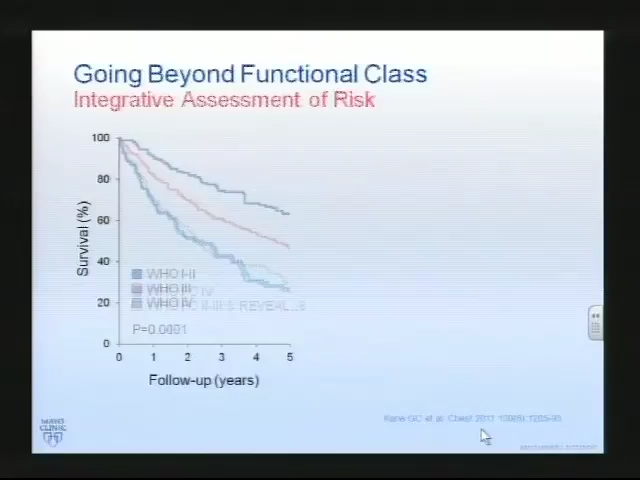 Going Beyond Functional Class
Integrative Assessment of Risk
Survival (%)
100
80
60
40
20
0
WHO I-II
WHO III
WHO IV
P=0.0001
0 1 2 3 4 5
Follow-up (years)
MAYO
CLINIC
Kane GC et al. Chest 2011